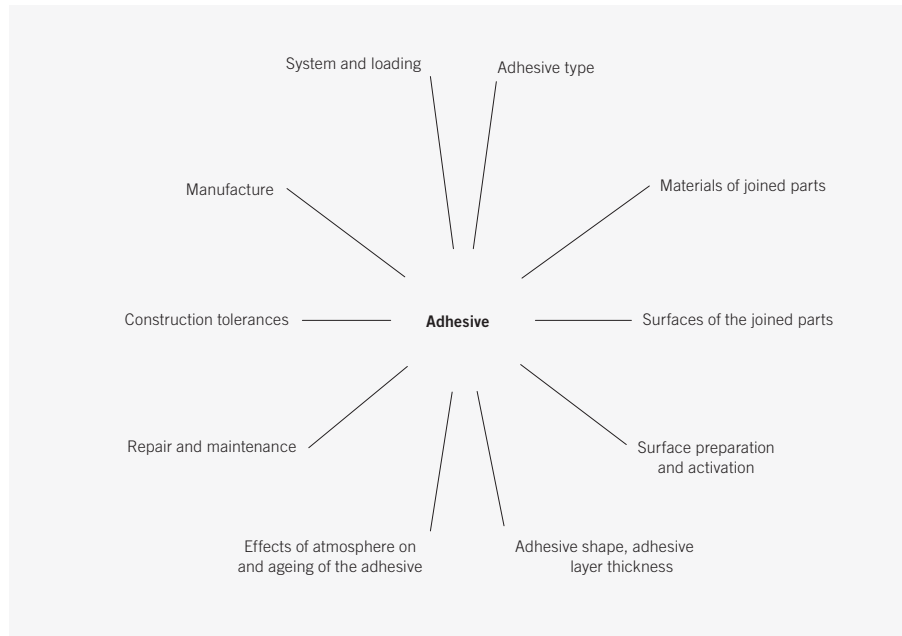 System and loading
Adhesive type
Manufacture
Materials of joined parts
Construction tolerances
Adhesive
Surfaces of the joined parts
Repair and maintenance
Surface preparation
and activation
Effects of atmosphere on
and ageing of the adhesive
Adhesive shape, adhesive
layer thickness